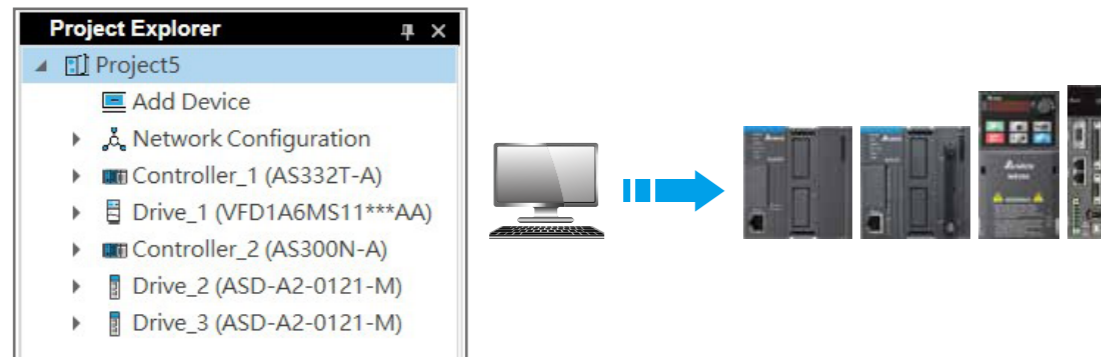 Project Explorer
Project5
Add Device
Network Configuration
Controller_1 (AS332T-A)
Drive_1 (VFD1A6MS11***AA)
Controller_2 (AS300N-A)
Drive_2 (ASD-A2-0121-M)
Drive_3 (ASD-A2-0121-M)